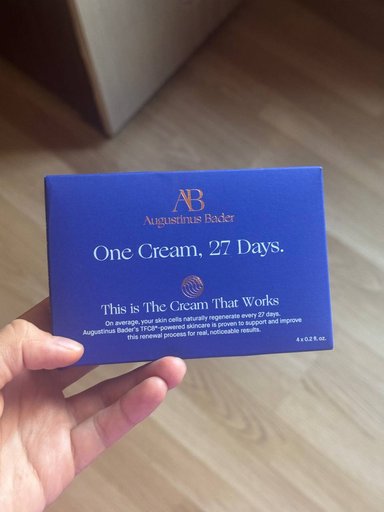 AB
Augustinus Bader
One Cream, 27 Days.
This is The Cream That Works
On average, your skin cells naturally regenerate every 27 days.
Augustinus Bader's TFC8®-powered skincare is proven to support and improve
this renewal process for real, noticeable results.
4 x 0.2 fl. oz.